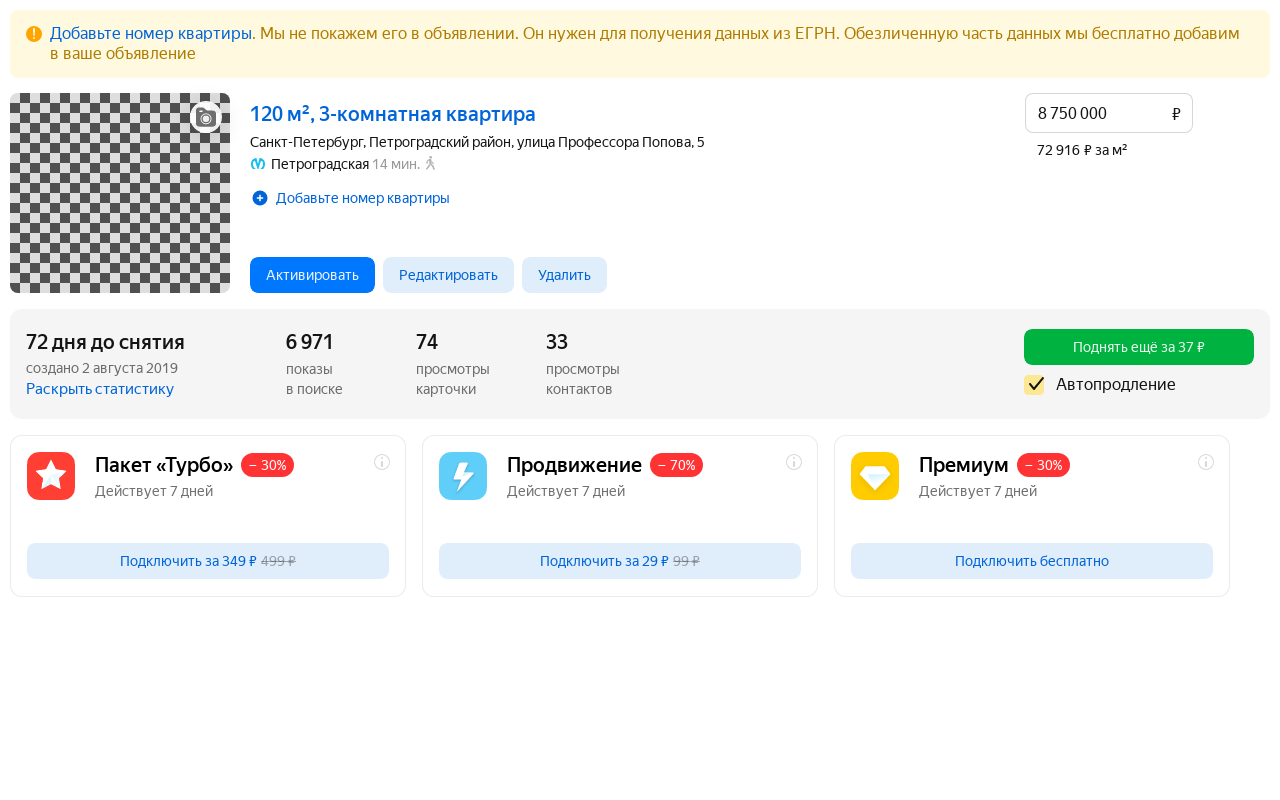 Добавьте номер квартиры. Мы не покажем его в объявлении. Он нужен для получения данных из ЕГРН. Обезличенную часть данных мы бесплатно добавим
в ваше объявление
120 м², 3-комнатная квартира
8 750 000 ₽
Санкт-Петербург, Петроградский район, улица Профессора Попова, 5
72 916 ₽ за м²
Петроградская 14 мин.
Добавьте номер квартиры
Активировать Редактировать Удалить
72 дня до снятия
создано 2 августа 2019
Раскрыть статистику
6 971
показы
в поиске
74
просмотры
карточки
33
просмотры
контактов
Поднять ещё за 37 ₽
Автопродление
Пакет «Турбо» – 30%
Действует 7 дней
Подключить за 349 ₽ 499 ₽
Продвижение – 70%
Действует 7 дней
Подключить за 29 ₽ 99 ₽
Премиум – 30%
Действует 7 дней
Подключить бесплатно